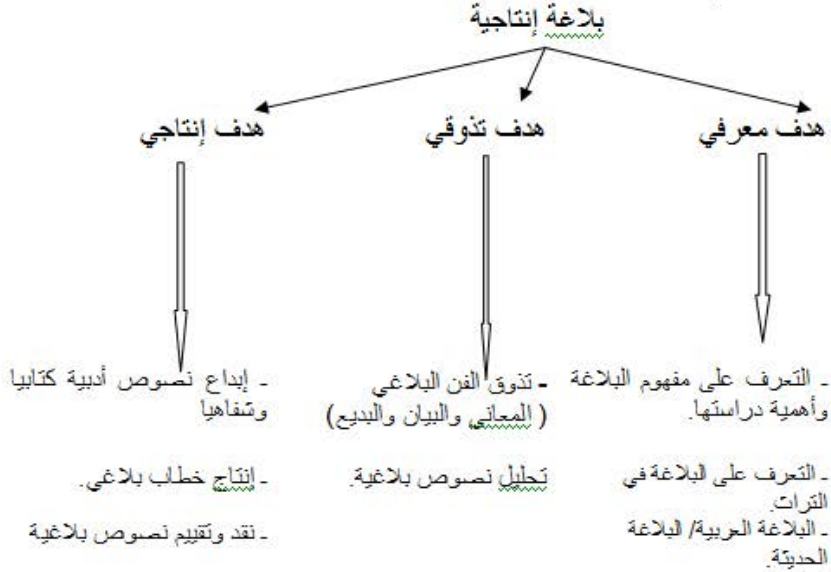 بلاغة إنتاجية
هدف معرفي
هدف تذوقي
هدف إنتاجي
- التعرف على مفهوم البلاغة
وأهمية دراستها.
- التعرف على البلاغة في
التراث.
- البلاغة العربية/ البلاغة
الحديثة.
- تذوق الفن البلاغي
( المعاني والبيان والبديع)
تحليل نصوص بلاغية.
- إبداع نصوص أدبية كتابيا
وشفاهيا
- إنتاج خطاب بلاغي.
- نقد وتقييم نصوص بلاغية